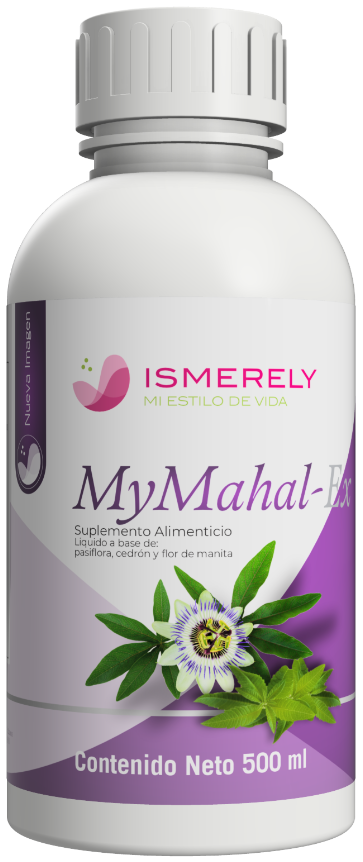 Nueva Imagen
ISMERELY
MI ESTILO DE VIDA
MyMahal-Ex
Suplemento Alimenticio
Líquido a base de:
pasiflora, cedrón y flor de manita
Contenido Neto 500 ml